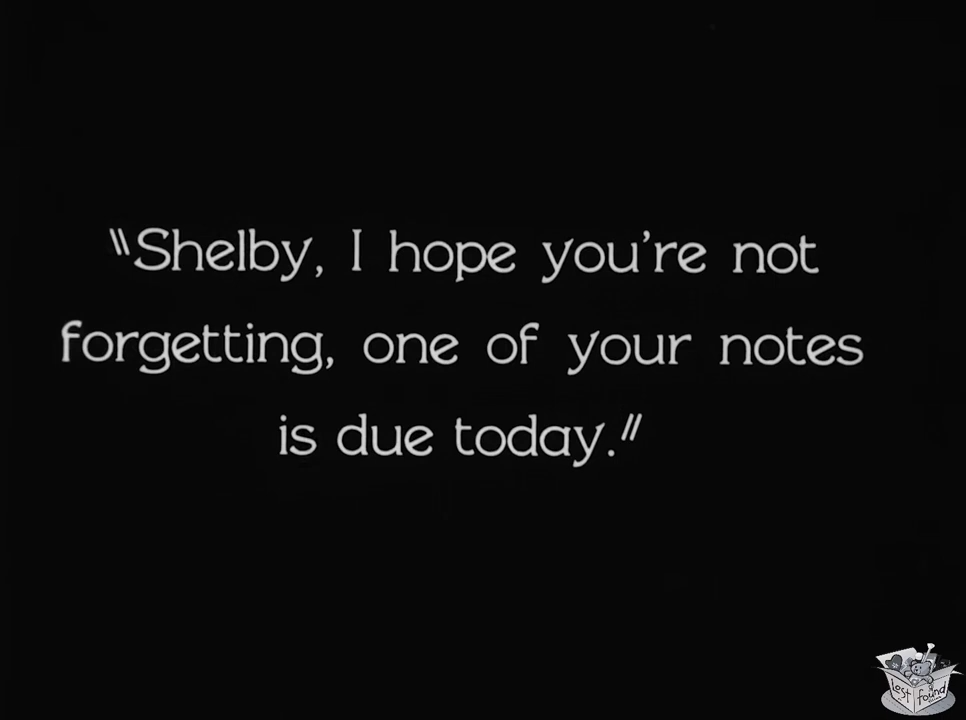 "Shelby, I hope you're not
forgetting, one of your notes
is due today."
Lost
found